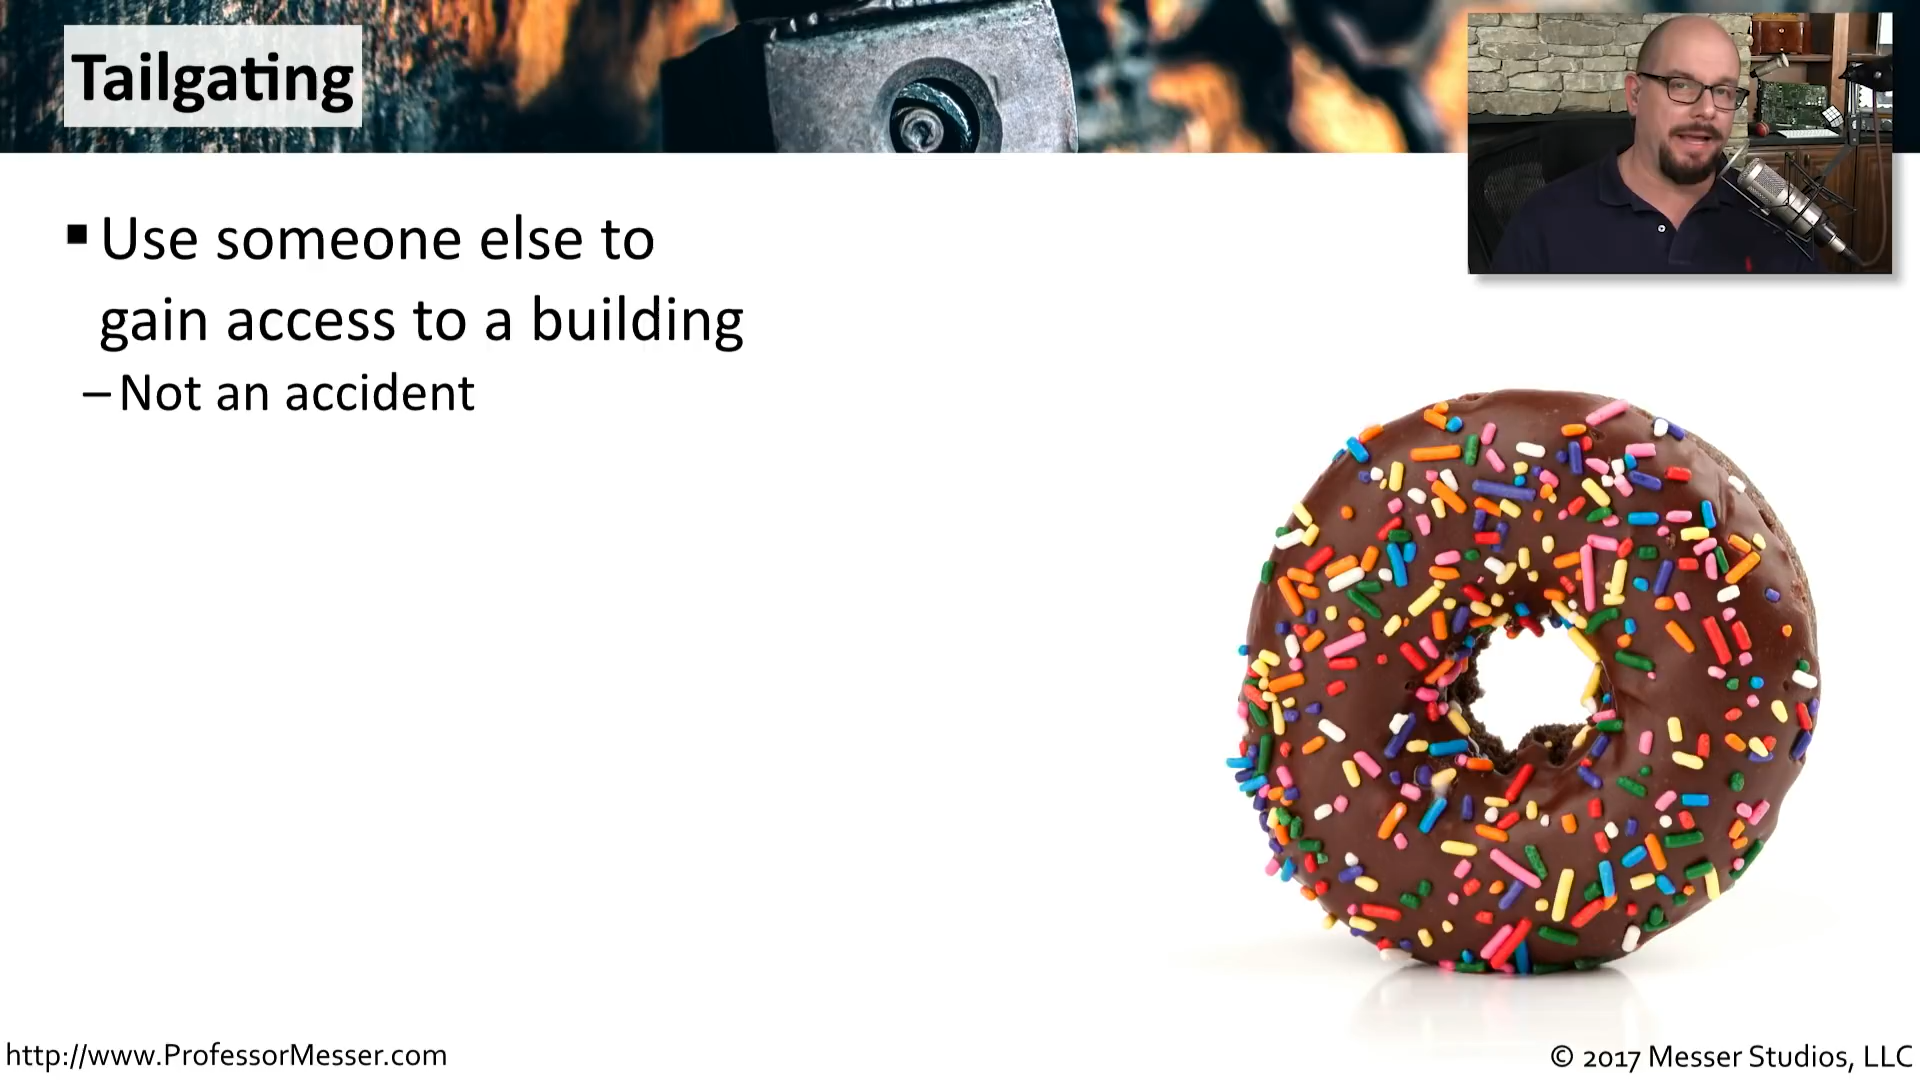 Tailgating
▪ Use someone else to
gain access to a building
– Not an accident
http://www.ProfessorMesser.com
© 2017 Messer Studios, LLC